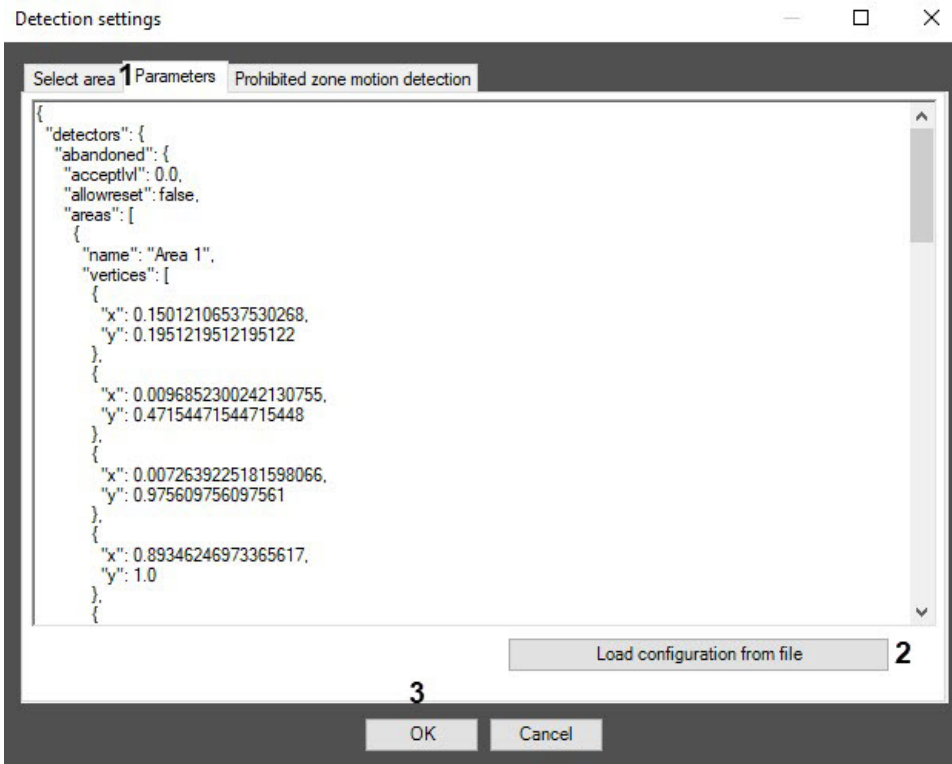 Detection settings
Select area 1 Parameters Prohibited zone motion detection
{
"detectors": {
"abandoned": {
"acceptlvl": 0.0,
"allowreset": false,
"areas": [
{
"name": "Area 1",
"vertices": [
{
"x": 0.15012106537530268,
"y": 0.1951219512195122
},
{
"x": 0.0096852300242130755,
"y": 0.47154471544715448
},
{
"x": 0.0072639225181598066,
"y": 0.975609756097561
},
{
"x": 0.89346246973365617,
"y": 1.0
},
{
Load configuration from file 2
3
OK Cancel